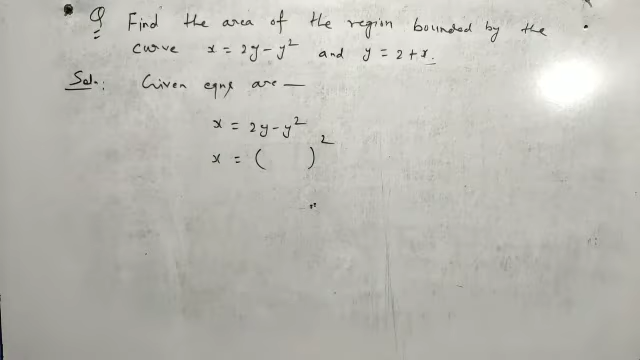 Q Find the area of the region bounded by the
curve x = 2y - y² and y = 2 + x.
Sol.: Given eqns are —
x = 2y - y²
x = (      )²